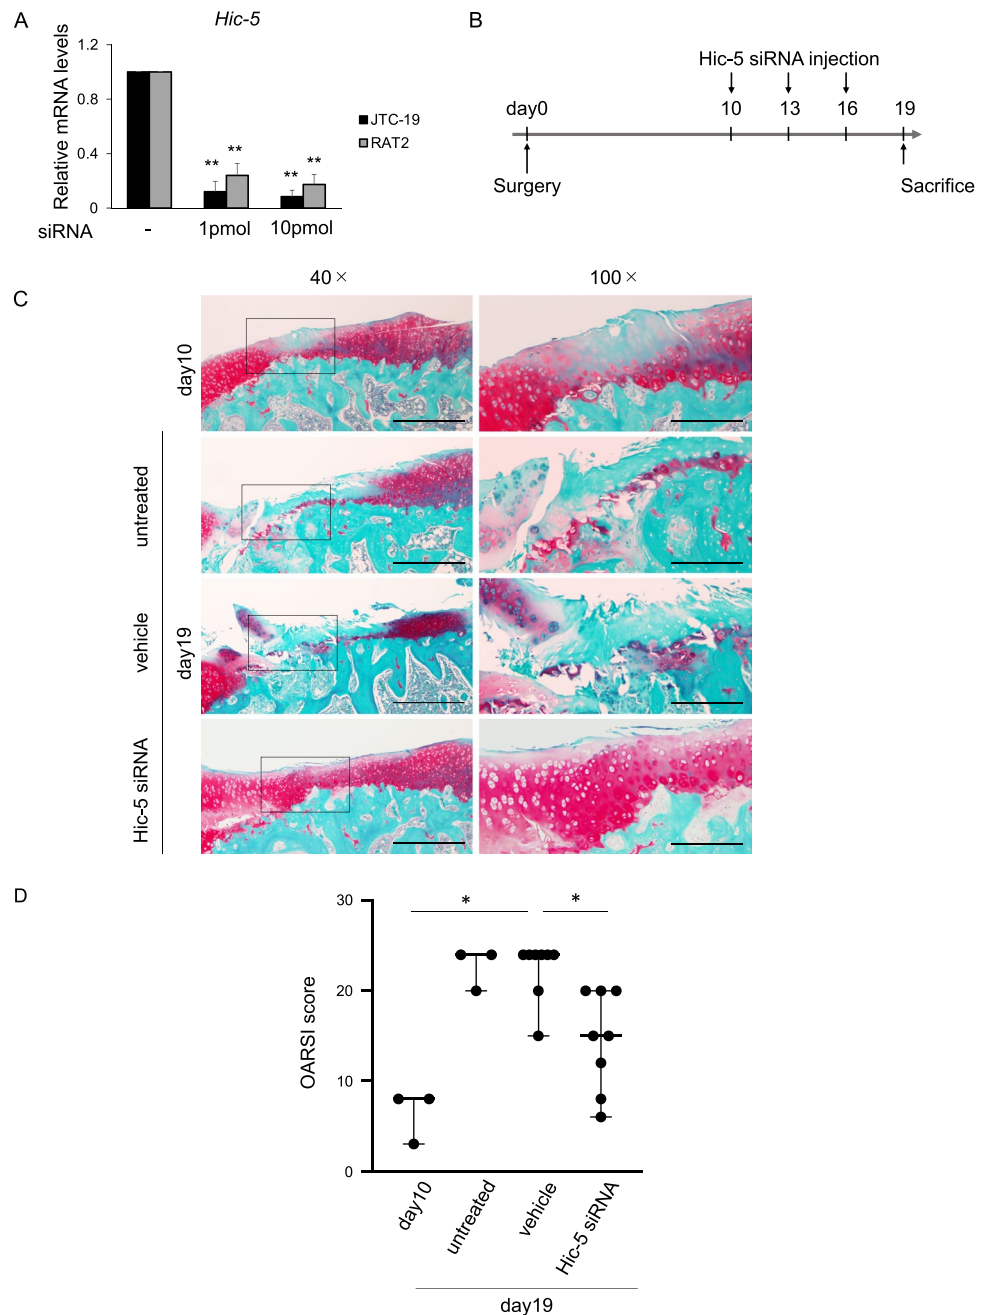 A
Hic-5
Relative mRNA levels
1.2
0.8
0.4
0
** ** ** **
JTC-19
RAT2
siRNA - 1pmol 10pmol
B
Hic-5 siRNA injection
day0 10 13 16 19
Surgery
Sacrifice
C
40× 100×
day10
untreated
vehicle
Hic-5 siRNA
day19
D
OARSI score
30
20
10
0
* *
day10 untreated vehicle Hic-5 siRNA
day19